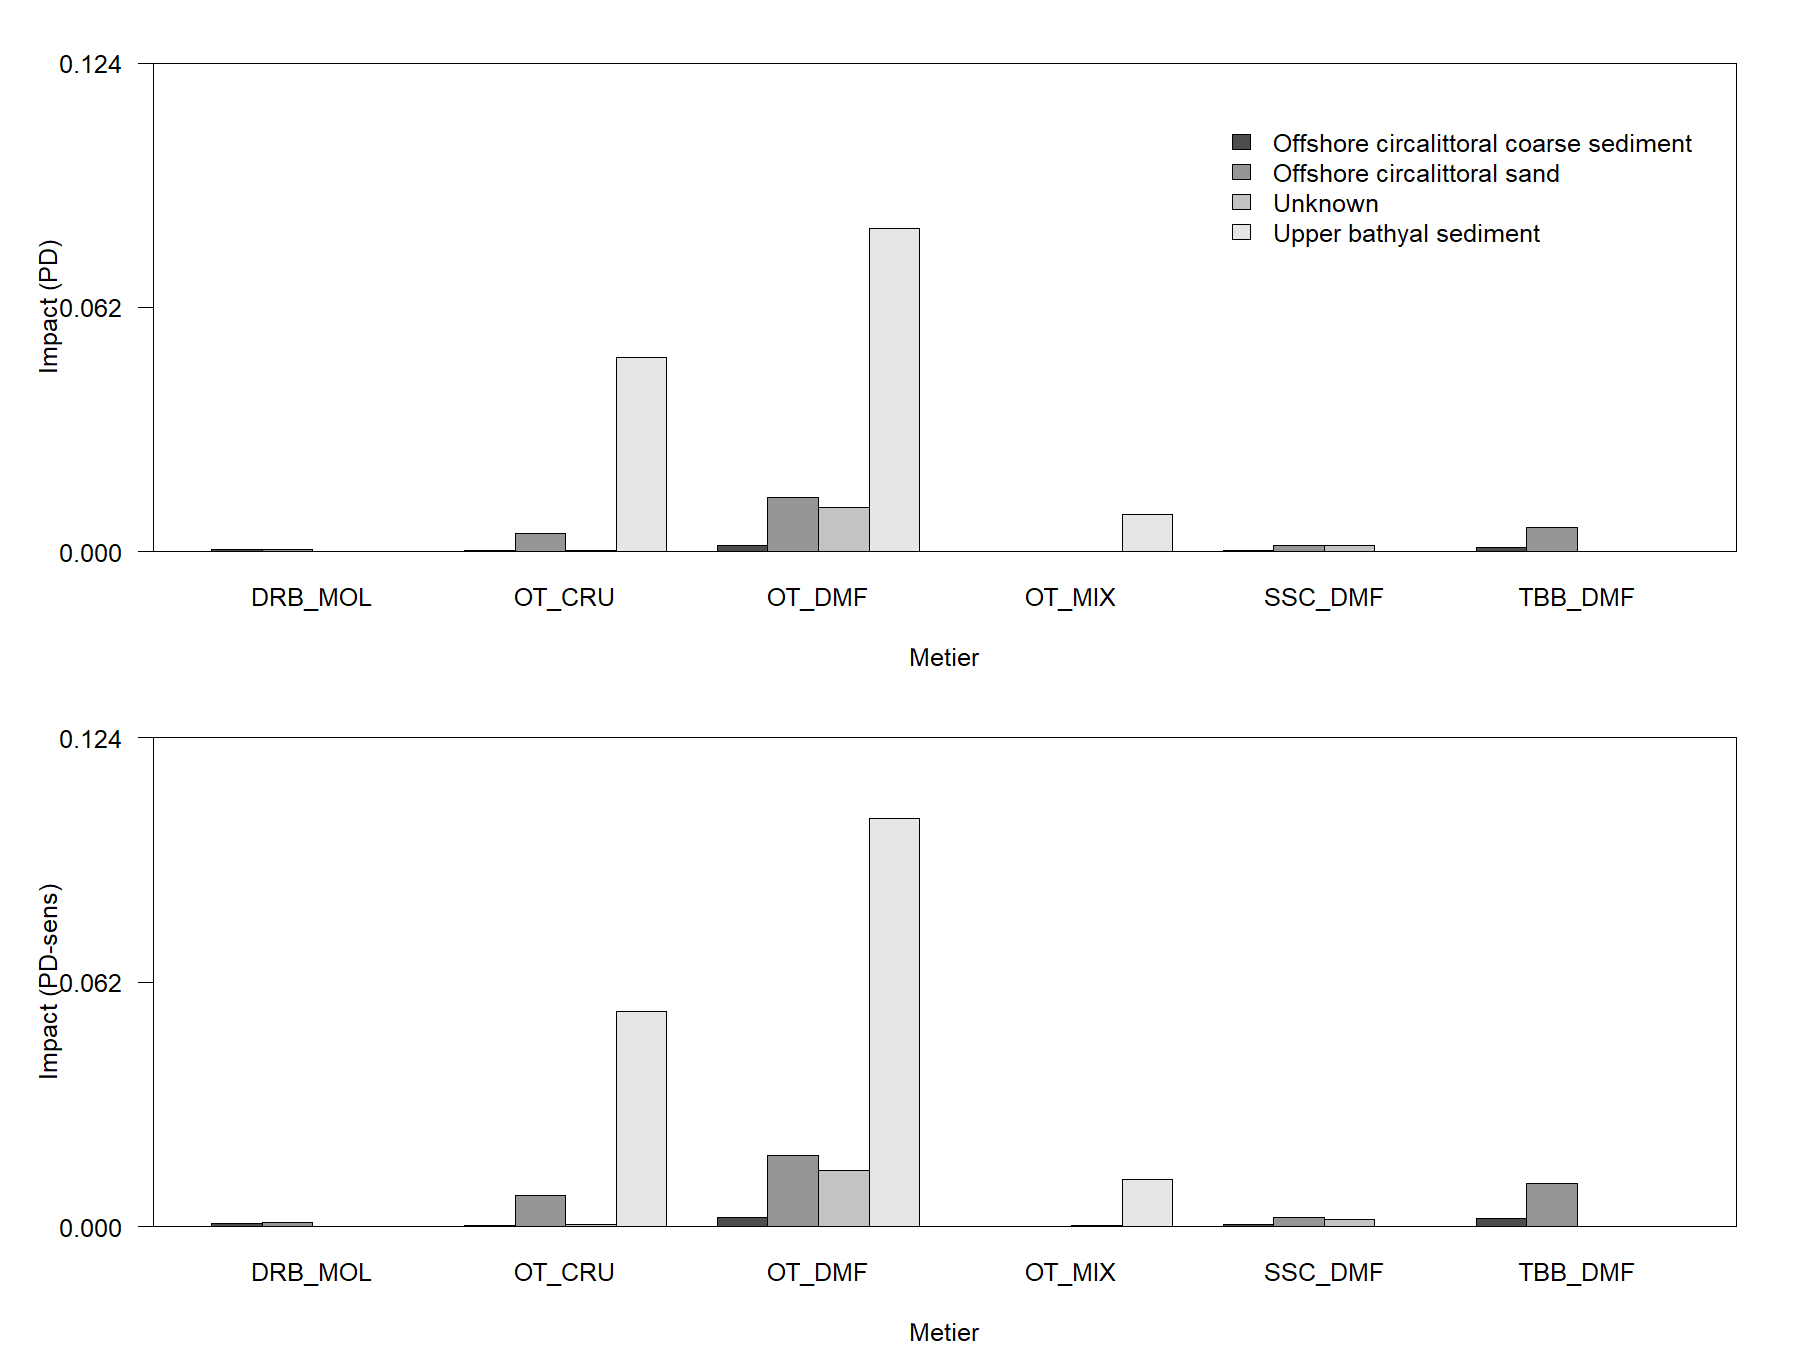 0.124
Offshore circalittoral coarse sediment
Offshore circalittoral sand
Unknown
Upper bathyal sediment
Impact (PD)
0.062
0.000
DRB_MOL OT_CRU OT_DMF OT_MIX SSC_DMF TBB_DMF
Metier
0.124
Impact (PD-sens)
0.062
0.000
DRB_MOL OT_CRU OT_DMF OT_MIX SSC_DMF TBB_DMF
Metier